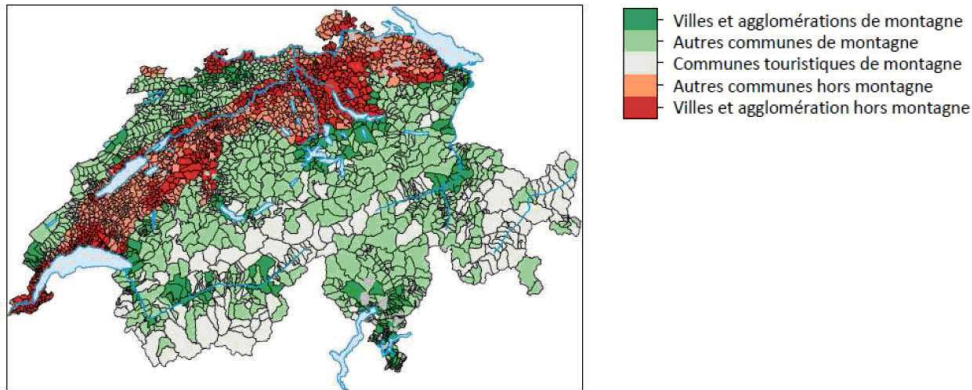 Villes et agglomérations de montagne
Autres communes de montagne
Communes touristiques de montagne
Autres communes hors montagne
Villes et agglomération hors montagne